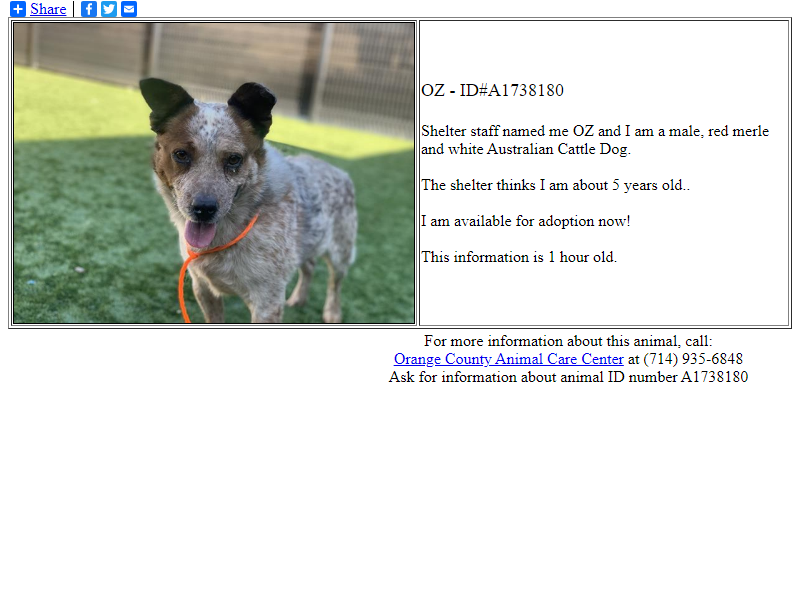 Share |
OZ - ID#A1738180
Shelter staff named me OZ and I am a male, red merle
and white Australian Cattle Dog.
The shelter thinks I am about 5 years old..
I am available for adoption now!
This information is 1 hour old.
For more information about this animal, call:
Orange County Animal Care Center at (714) 935-6848
Ask for information about animal ID number A1738180